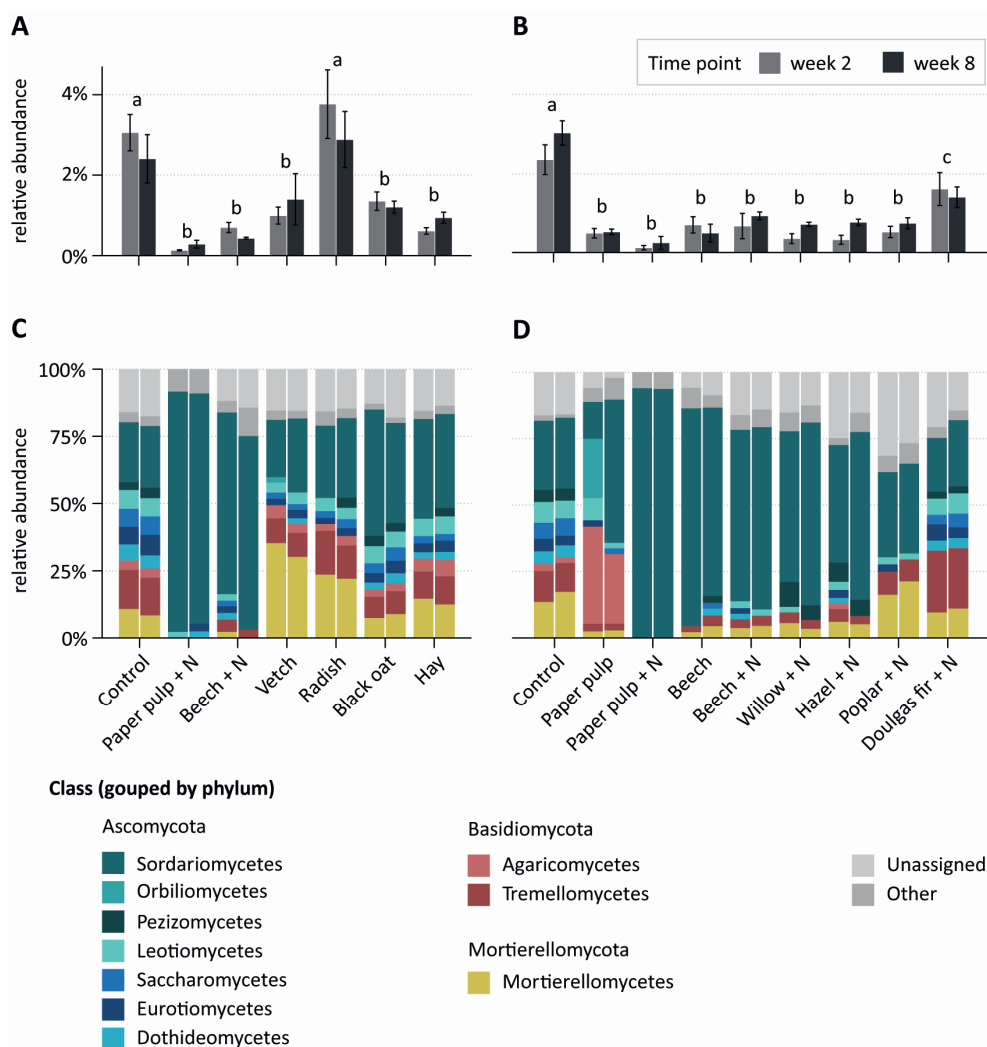 A
B
Time point week 2 week 8
relative abundance
4%
2%
0%
a
b
b
b
a
b
b
a
b
b
b
b
b
b
b
c
C
D
relative abundance
100%
75%
50%
25%
0%
Control
Paper pulp + N
Beech + N
Vetch
Radish
Black oat
Hay
Control
Paper pulp
Paper pulp + N
Beech
Beech + N
Willow + N
Hazel + N
Poplar + N
Doulgas fir + N
Class (grouped by phylum)
Ascomycota
Sordariomycetes
Orbiliomycetes
Pezizomycetes
Leotiomycetes
Saccharomycetes
Eurotiomycetes
Dothideomycetes
Basidiomycota
Agaricomycetes
Tremellomycetes
Mortierellomycota
Mortierellomycetes
Unassigned
Other